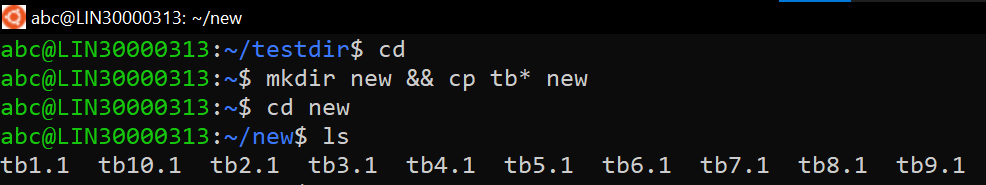 abc@LIN30000313: ~/new
abc@LIN30000313:~/testdir$ cd
abc@LIN30000313:~$ mkdir new && cp tb* new
abc@LIN30000313:~$ cd new
abc@LIN30000313:~/new$ ls
tb1.1  tb10.1  tb2.1  tb3.1  tb4.1  tb5.1  tb6.1  tb7.1  tb8.1  tb9.1